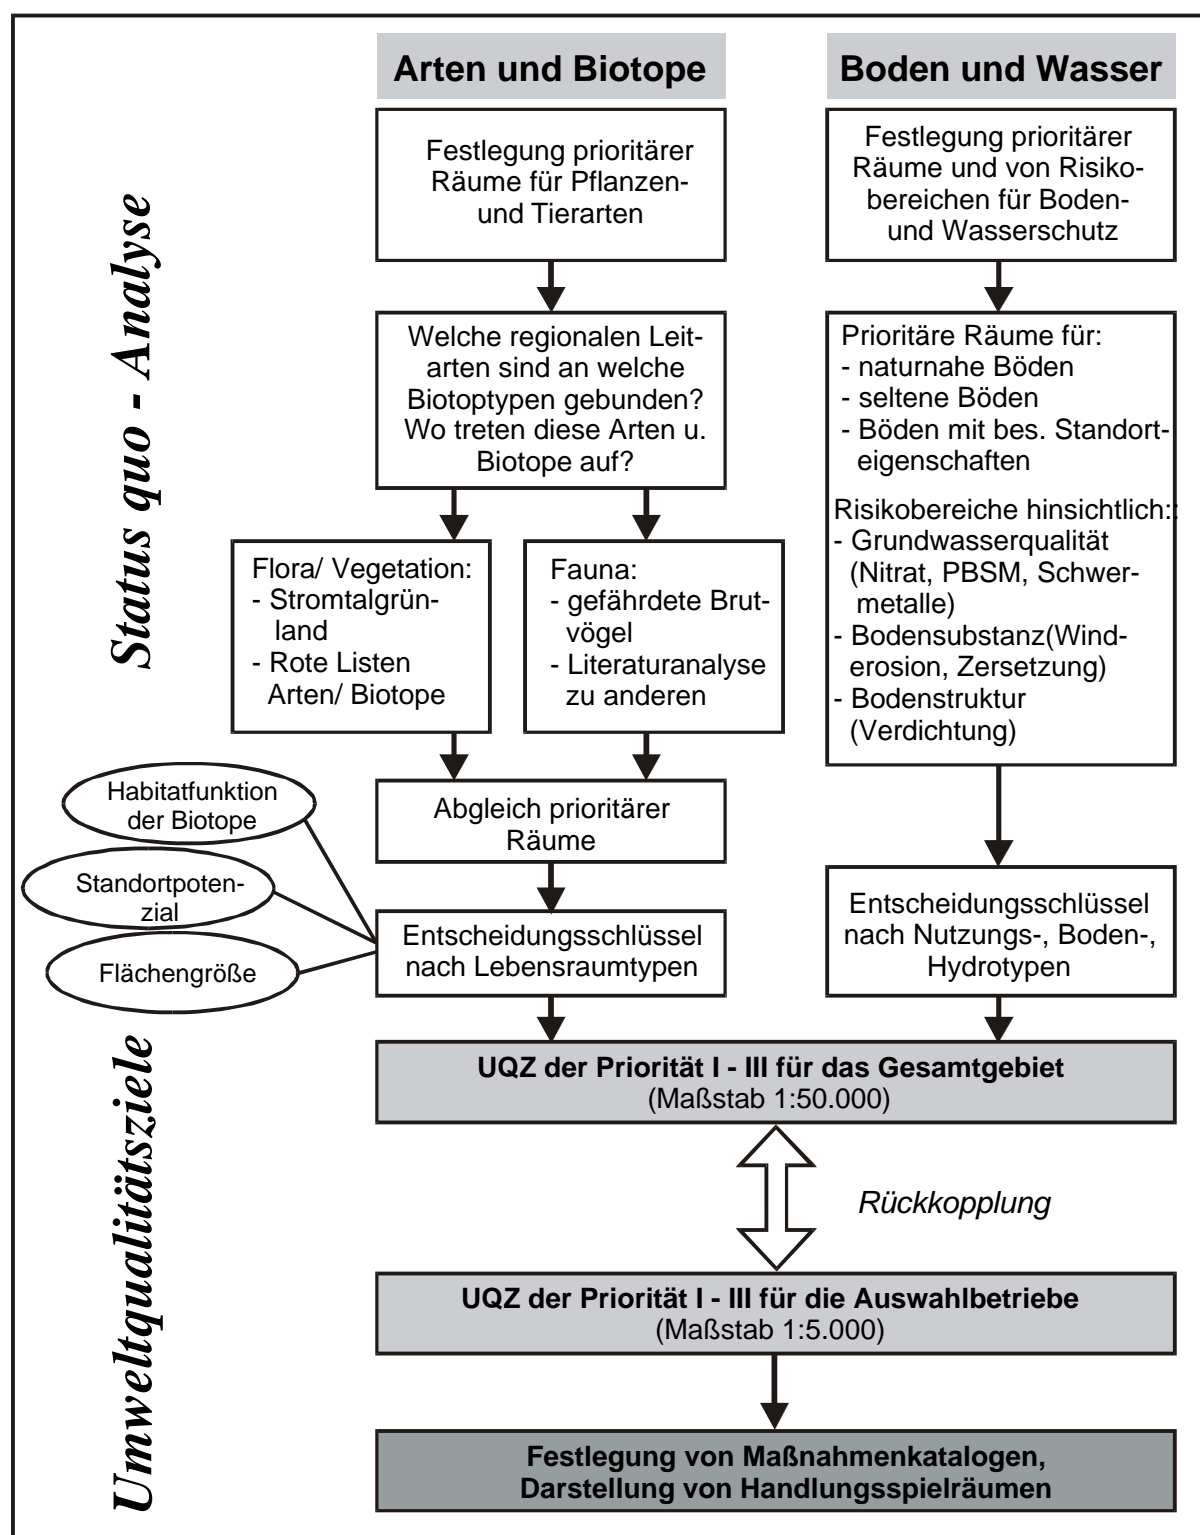 Status quo - Analyse
Arten und Biotope
Festlegung prioritärer
Räume für Pflanzen-
und Tierarten
Welche regionalen Leit-
arten sind an welche
Biotoptypen gebunden?
Wo treten diese Arten u.
Biotope auf?
Flora/ Vegetation:
- Stromtalgrün-
land
- Rote Listen
Arten/ Biotope
Fauna:
- gefährdete Brut-
vögel
- Literaturanalyse
zu anderen
Abgleich prioritärer
Räume
Habitatfunktion
der Biotope
Standortpoten-
zial
Flächengröße
Entscheidungsschlüssel
nach Lebensraumtypen
Boden und Wasser
Festlegung prioritärer
Räume und von Risiko-
bereichen für Boden-
und Wasserschutz
Prioritäre Räume für:
- naturnahe Böden
- seltene Böden
- Böden mit bes. Standort-
eigenschaften
Risikobereiche hinsichtlich::
- Grundwasserqualität
(Nitrat, PBSM, Schwer-
metalle)
- Bodensubstanz(Wind-
erosion, Zersetzung)
- Bodenstruktur
(Verdichtung)
Entscheidungsschlüssel
nach Nutzungs-, Boden-,
Hydrotypen
Umweltqualitätsziele
UQZ der Priorität I - III für das Gesamtgebiet
(Maßstab 1:50.000)
Rückkopplung
UQZ der Priorität I - III für die Auswahlbetriebe
(Maßstab 1:5.000)
Festlegung von Maßnahmenkatalogen,
Darstellung von Handlungsspielräumen